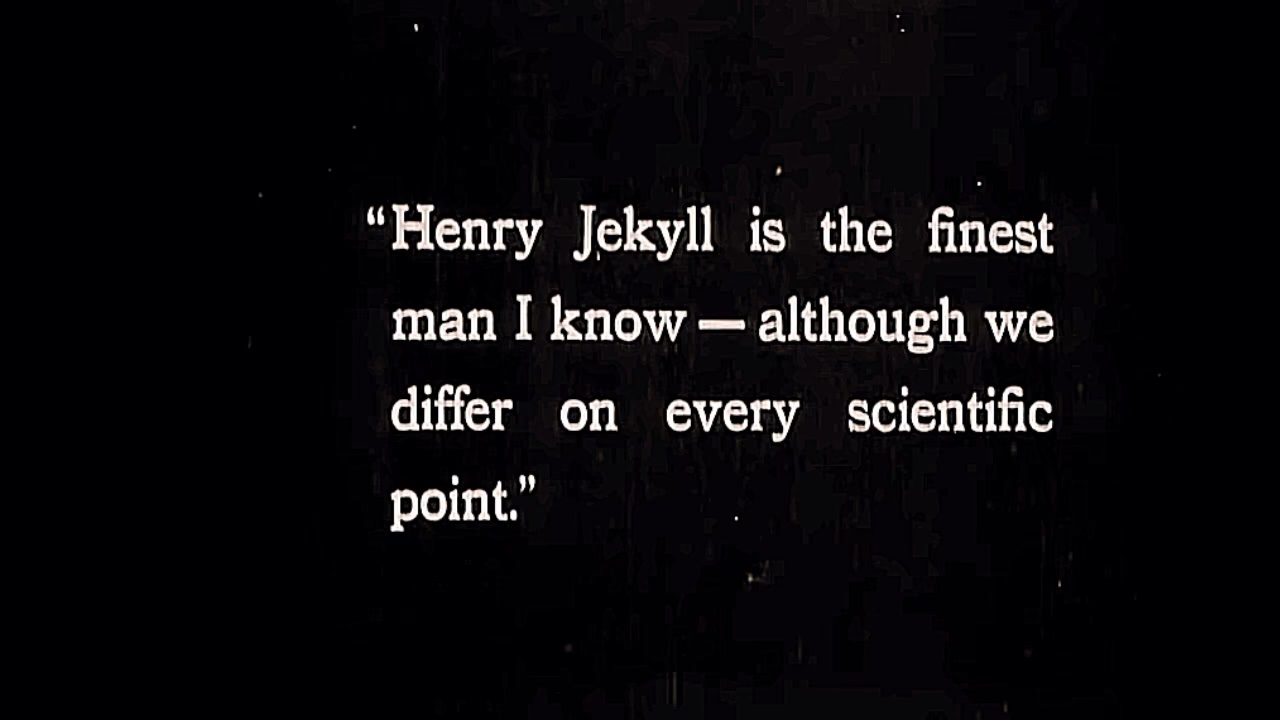 “Henry Jekyll is the finest
man I know — although we
differ on every scientific
point.”